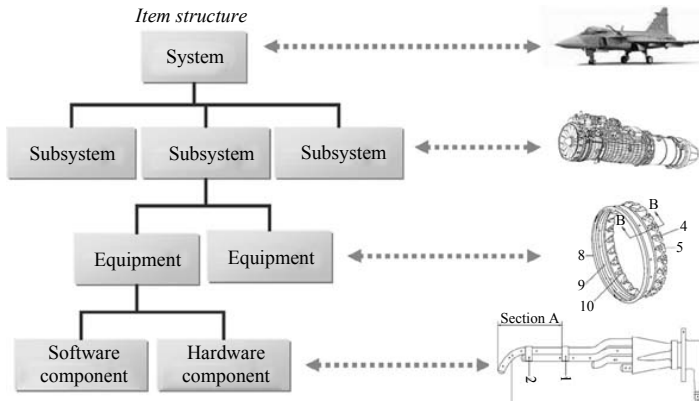 Item structure
System
Subsystem
Subsystem
Subsystem
Equipment
Equipment
Software
component
Hardware
component
B
B
4
5
8
9
10
Section A
2
1